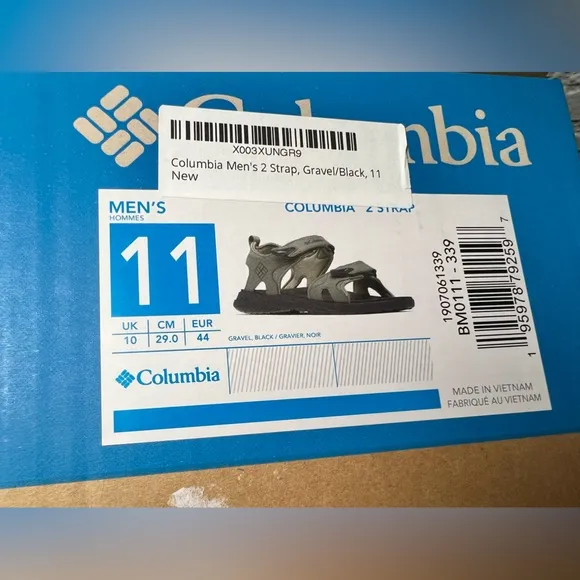 Columbia
X003XUNGR9
Columbia Men's 2 Strap, Gravel/Black, 11
New
MEN'S
HOMMES
COLUMBIA 2 STRAP
11
UK CM EUR
10 29.0 44
GRAVEL, BLACK / GRAVIER, NOIR
Columbia
1907061339
BM0111 - 339
1 95978 79259 7
MADE IN VIETNAM
FABRIQUÉ AU VIETNAM